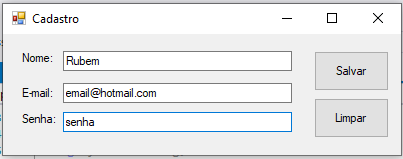 Cadastro
Nome: Rubem
Salvar
E-mail: email@hotmail.com
Senha: senha
Limpar